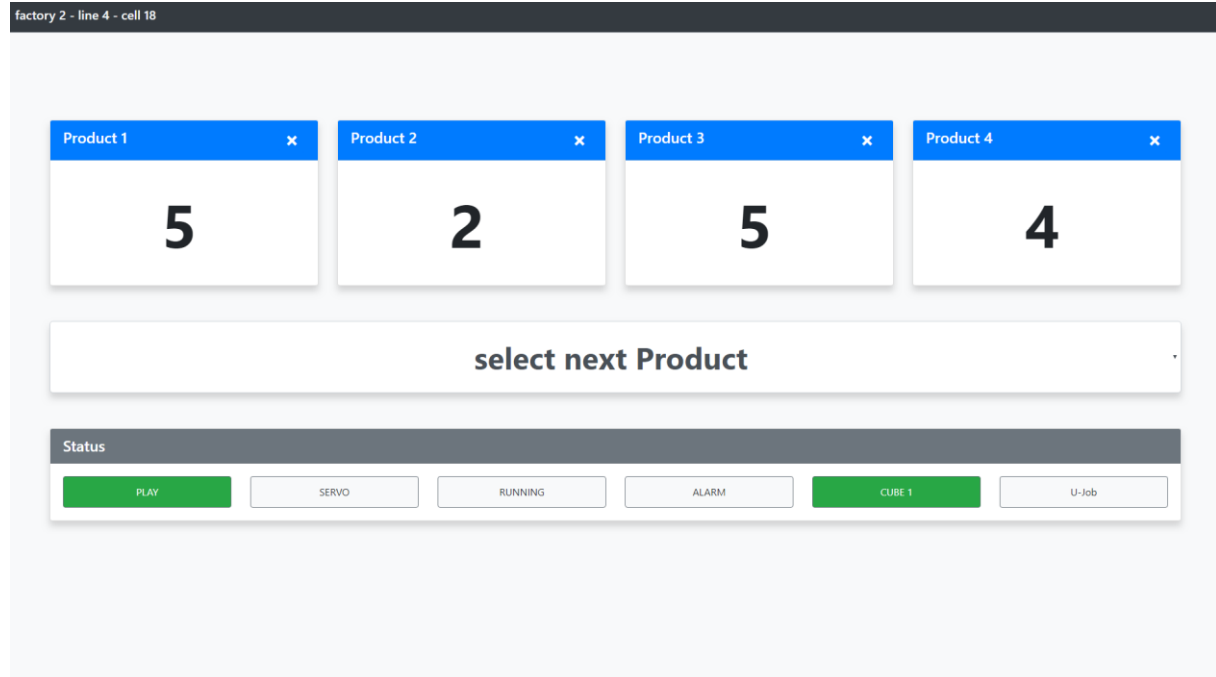 factory 2 - line 4 - cell 18
Product 1 × Product 2 × Product 3 × Product 4 ×
5 2 5 4
select next Product
Status
PLAY SERVO RUNNING ALARM CUBE 1 U-Job